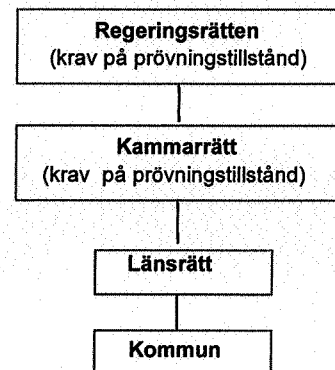 Regeringsrätten
(krav på prövningstillstånd)
Kammarrätt
(krav på prövningstillstånd)
Länsrätt
Kommun